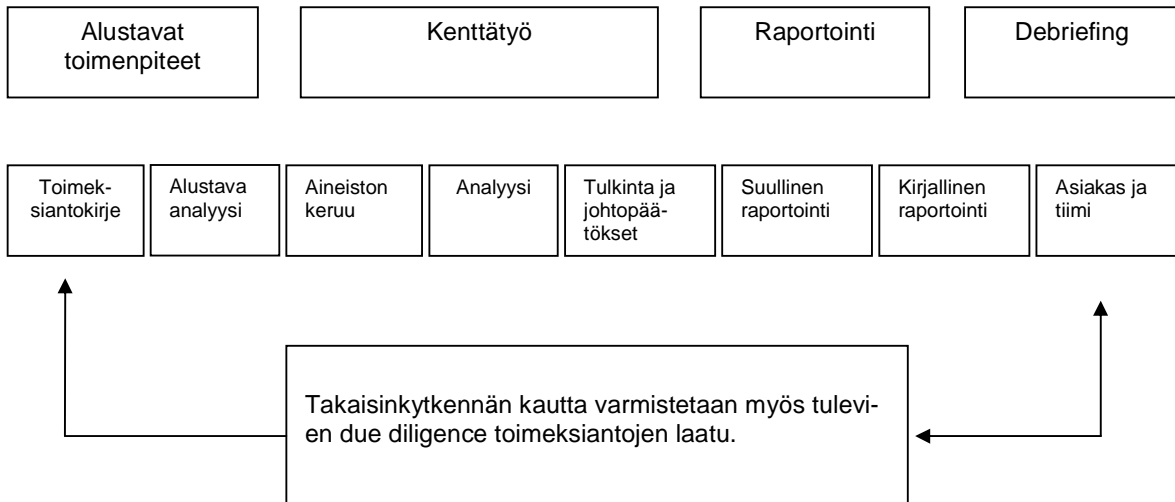 Alustavat
toimenpiteet
Kenttätyö
Raportointi
Debriefing
Toimek-
siantokirje
Alustava
analyysi
Aineiston
keruu
Analyysi
Tulkinta ja
johtopää-
tökset
Suullinen
raportointi
Kirjallinen
raportointi
Asiakas ja
tiimi
Takaisinkytkennän kautta varmistetaan myös tulevi-
en due diligence toimeksiantojen laatu.